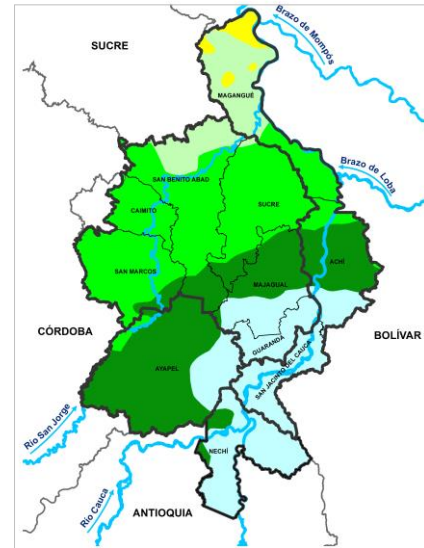 SUCRE
Brazo de Mompós
MAGANGUÉ
Brazo de Loba
SAN BENITO ABAD
CAIMITO
SUCRE
SAN MARCOS
ACHÍ
MAJAGUAL
CÓRDOBA
BOLÍVAR
GUARANDA
SAN JACINTO DEL CAUCA
AYAPEL
Río San Jorge
NECHÍ
Río Cauca
ANTIOQUIA